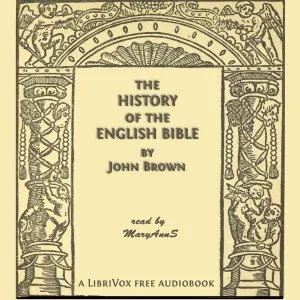 THE
HISTORY
OF THE
ENGLISH BIBLE
BY
JOHN BROWN
read by
MaryAnnS
A LIBRIVOX FREE AUDIOBOOK